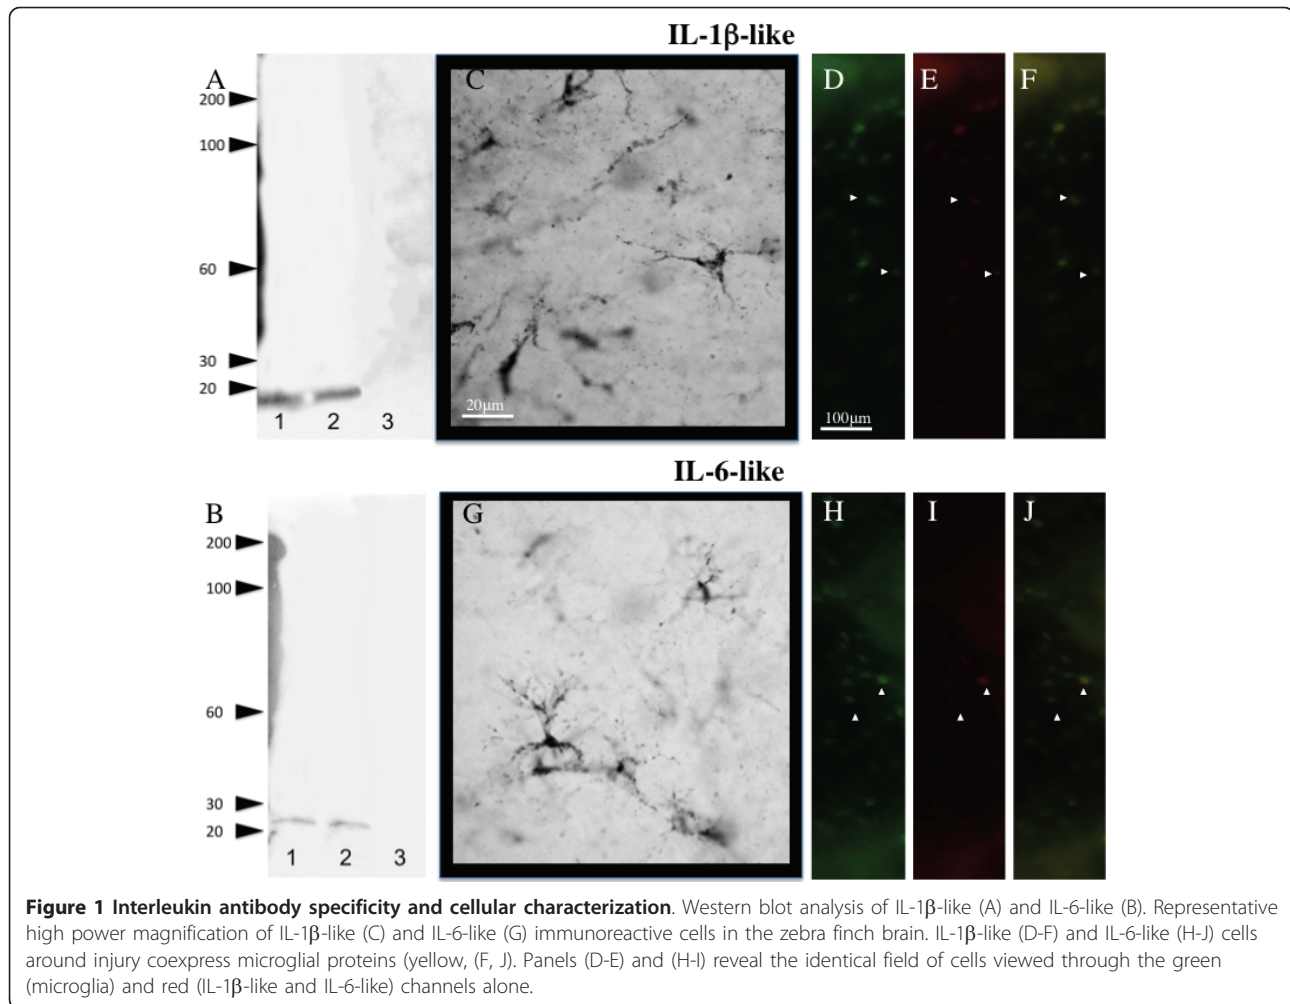 IL-1β-like
A
200
100
60
30
20
1 2 3
C
20μm
D
100μm
E
F
IL-6-like
B
200
100
60
30
20
1 2 3
G
H
I
J
Figure 1 Interleukin antibody specificity and cellular characterization. Western blot analysis of IL-1β-like (A) and IL-6-like (B). Representative
high power magnification of IL-1β-like (C) and IL-6-like (G) immunoreactive cells in the zebra finch brain. IL-1β-like (D-F) and IL-6-like (H-J) cells
around injury coexpress microglial proteins (yellow, (F, J). Panels (D-E) and (H-I) reveal the identical field of cells viewed through the green
(microglia) and red (IL-1β-like and IL-6-like) channels alone.